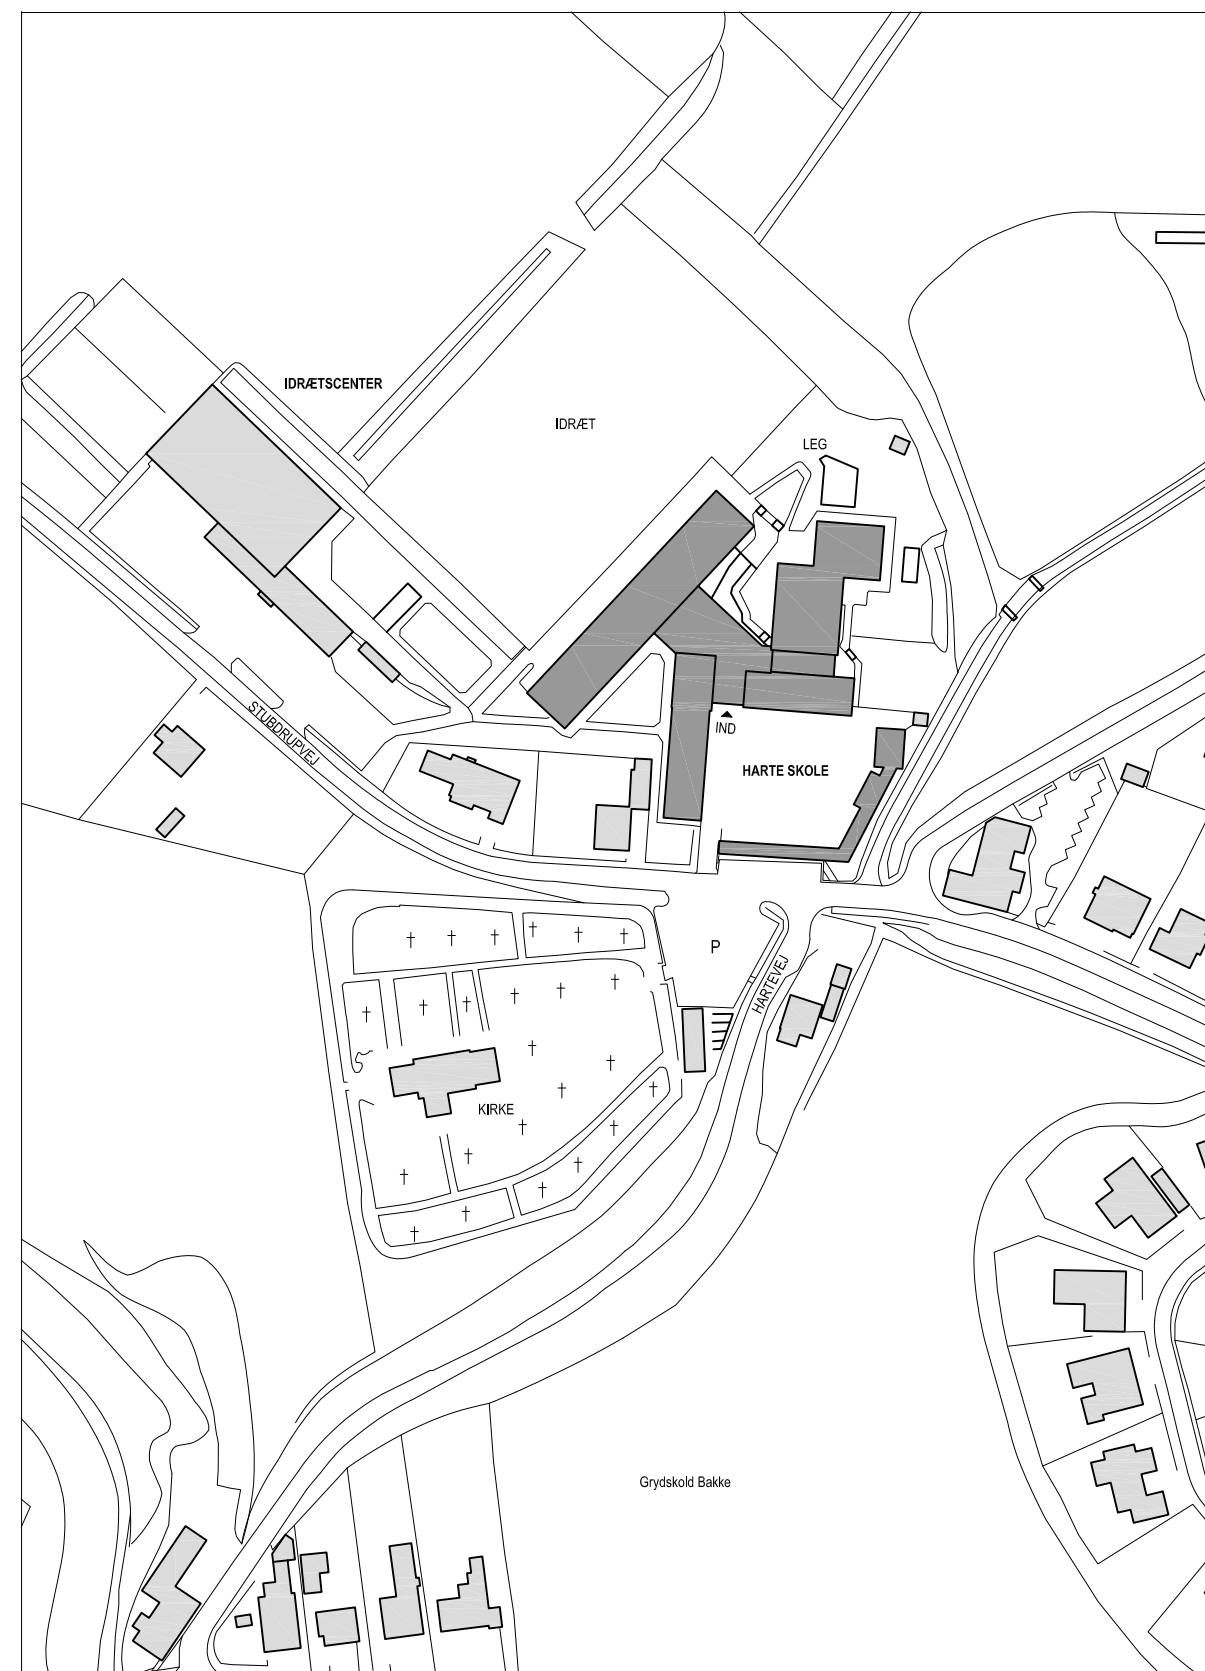 IDRÆTSCENTER
IDRÆT
LEG
STUBDRUPVEJ
IND
HARTE SKOLE
P
HARTEVEJ
KIRKE
Grydskold Bakke